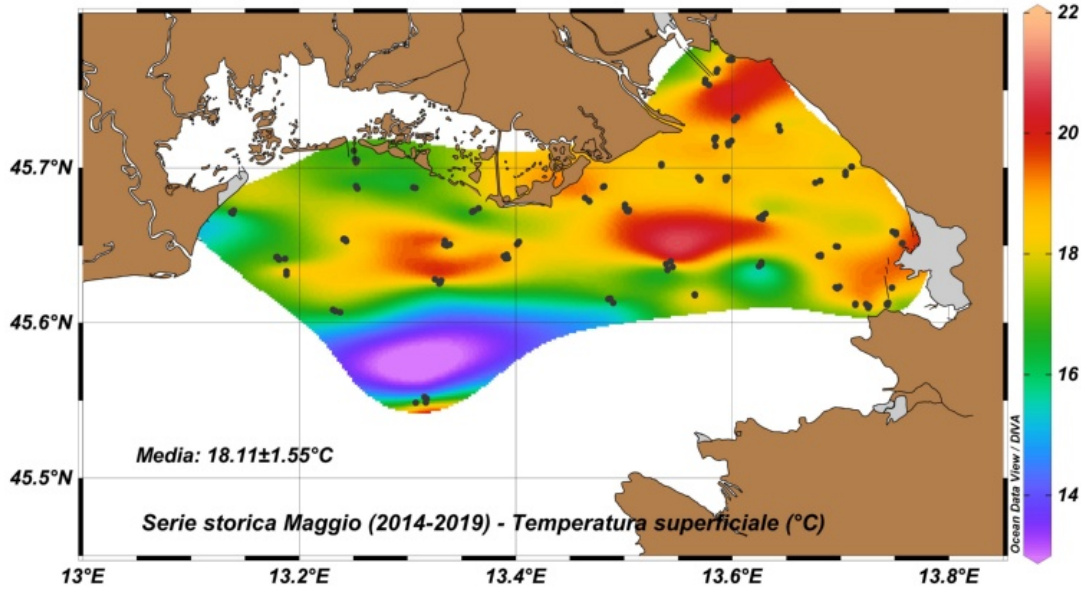 22
20
18
16
14
45.7°N
45.6°N
45.5°N
Media: 18.11±1.55°C
Serie storica Maggio (2014-2019) - Temperatura superficiale (°C)
Ocean Data View / DIVA
13°E
13.2°E
13.4°E
13.6°E
13.8°E